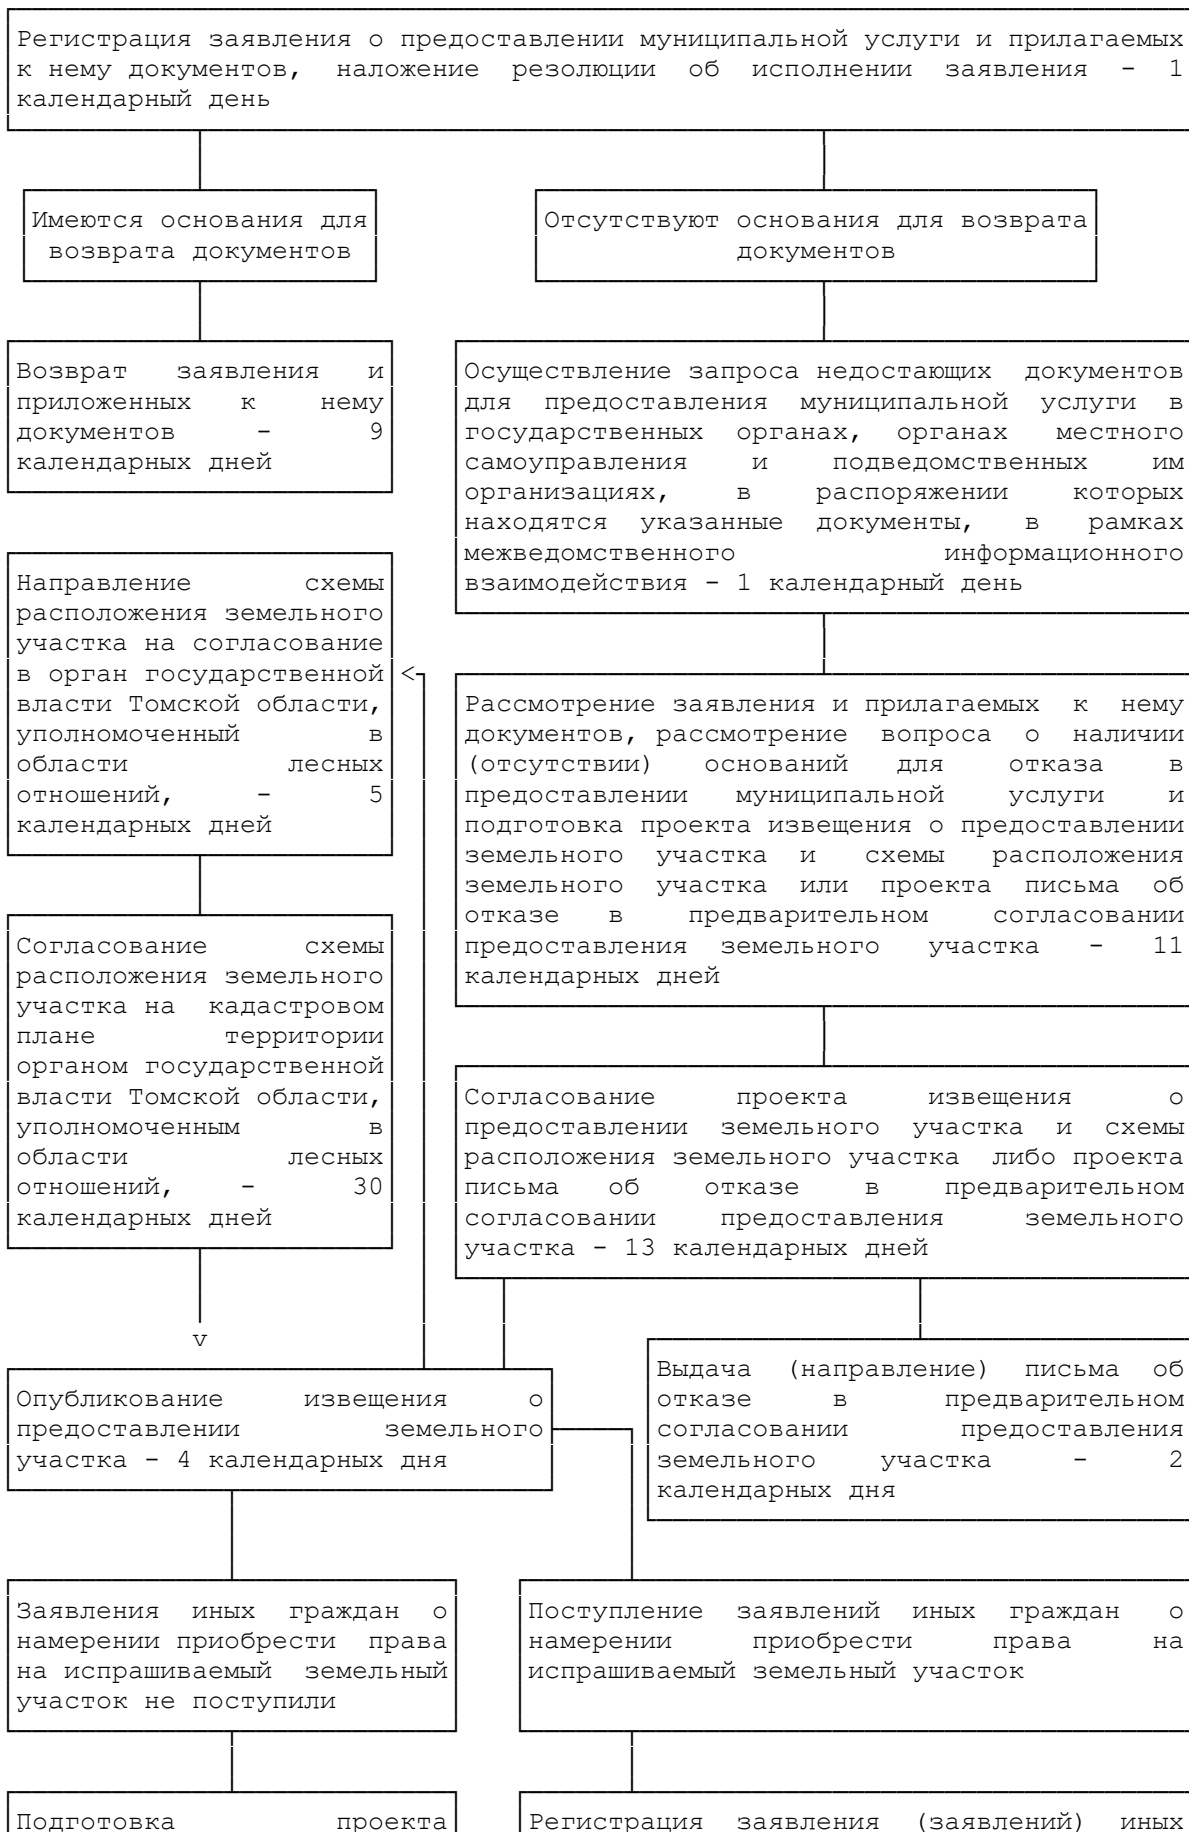 Регистрация заявления о предоставлении муниципальной услуги и прилагаемых
к нему документов, наложение резолюции об исполнении заявления - 1
календарный день
Имеются основания для
возврата документов
Отсутствуют основания для возврата
документов
Возврат заявления и
приложенных к нему
документов - 9
календарных дней
Осуществление запроса недостающих документов
для предоставления муниципальной услуги в
государственных органах, органах местного
самоуправления и подведомственных им
организациях, в распоряжении которых
находятся указанные документы, в рамках
межведомственного информационного
взаимодействия - 1 календарный день
Направление схемы
расположения земельного
участка на согласование
в орган государственной
власти Томской области,
уполномоченный в
области лесных
отношений, - 5
календарных дней
<
Рассмотрение заявления и прилагаемых к нему
документов, рассмотрение вопроса о наличии
(отсутствии) оснований для отказа в
предоставлении муниципальной услуги и
подготовка проекта извещения о предоставлении
земельного участка и схемы расположения
земельного участка или проекта письма об
отказе в предварительном согласовании
предоставления земельного участка - 11
календарных дней
Согласование схемы
расположения земельного
участка на кадастровом
плане территории
органом государственной
власти Томской области,
уполномоченным в
области лесных
отношений, - 30
календарных дней
Согласование проекта извещения о
предоставлении земельного участка и схемы
расположения земельного участка либо проекта
письма об отказе в предварительном
согласовании предоставления земельного
участка - 13 календарных дней
v
Опубликование извещения о
предоставлении земельного
участка - 4 календарных дня
Выдача (направление) письма об
отказе в предварительном
согласовании предоставления
земельного участка - 2
календарных дня
Заявления иных граждан о
намерении приобрести права
на испрашиваемый земельный
участок не поступили
Поступление заявлений иных граждан о
намерении приобрести права на
испрашиваемый земельный участок
Подготовка проекта
Регистрация заявления (заявлений) иных